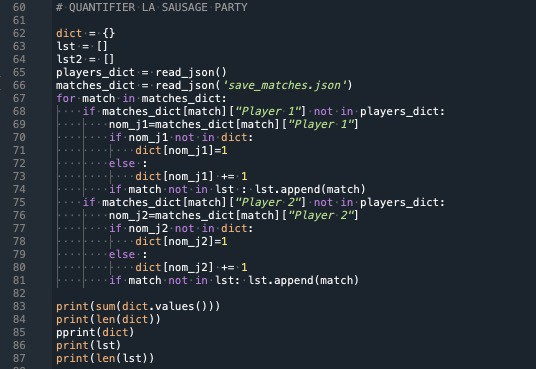 60 # QUANTIFIER LA SAUSAGE PARTY
61
62 dict = {}
63 lst = []
64 lst2 = []
65 players_dict = read_json()
66 matches_dict = read_json('save_matches.json')
67 for match in matches_dict:
68     if matches_dict[match]["Player 1"] not in players_dict:
69         nom_j1=matches_dict[match]["Player 1"]
70         if nom_j1 not in dict:
71             dict[nom_j1]=1
72         else :
73             dict[nom_j1] += 1
74         if match not in lst : lst.append(match)
75     if matches_dict[match]["Player 2"] not in players_dict:
76         nom_j2=matches_dict[match]["Player 2"]
77         if nom_j2 not in dict:
78             dict[nom_j2]=1
79         else:
80             dict[nom_j2] += 1
81         if match not in lst: lst.append(match)
82
83 print(sum(dict.values()))
84 print(len(dict))
85 pprint(dict)
86 print(lst)
87 print(len(lst))